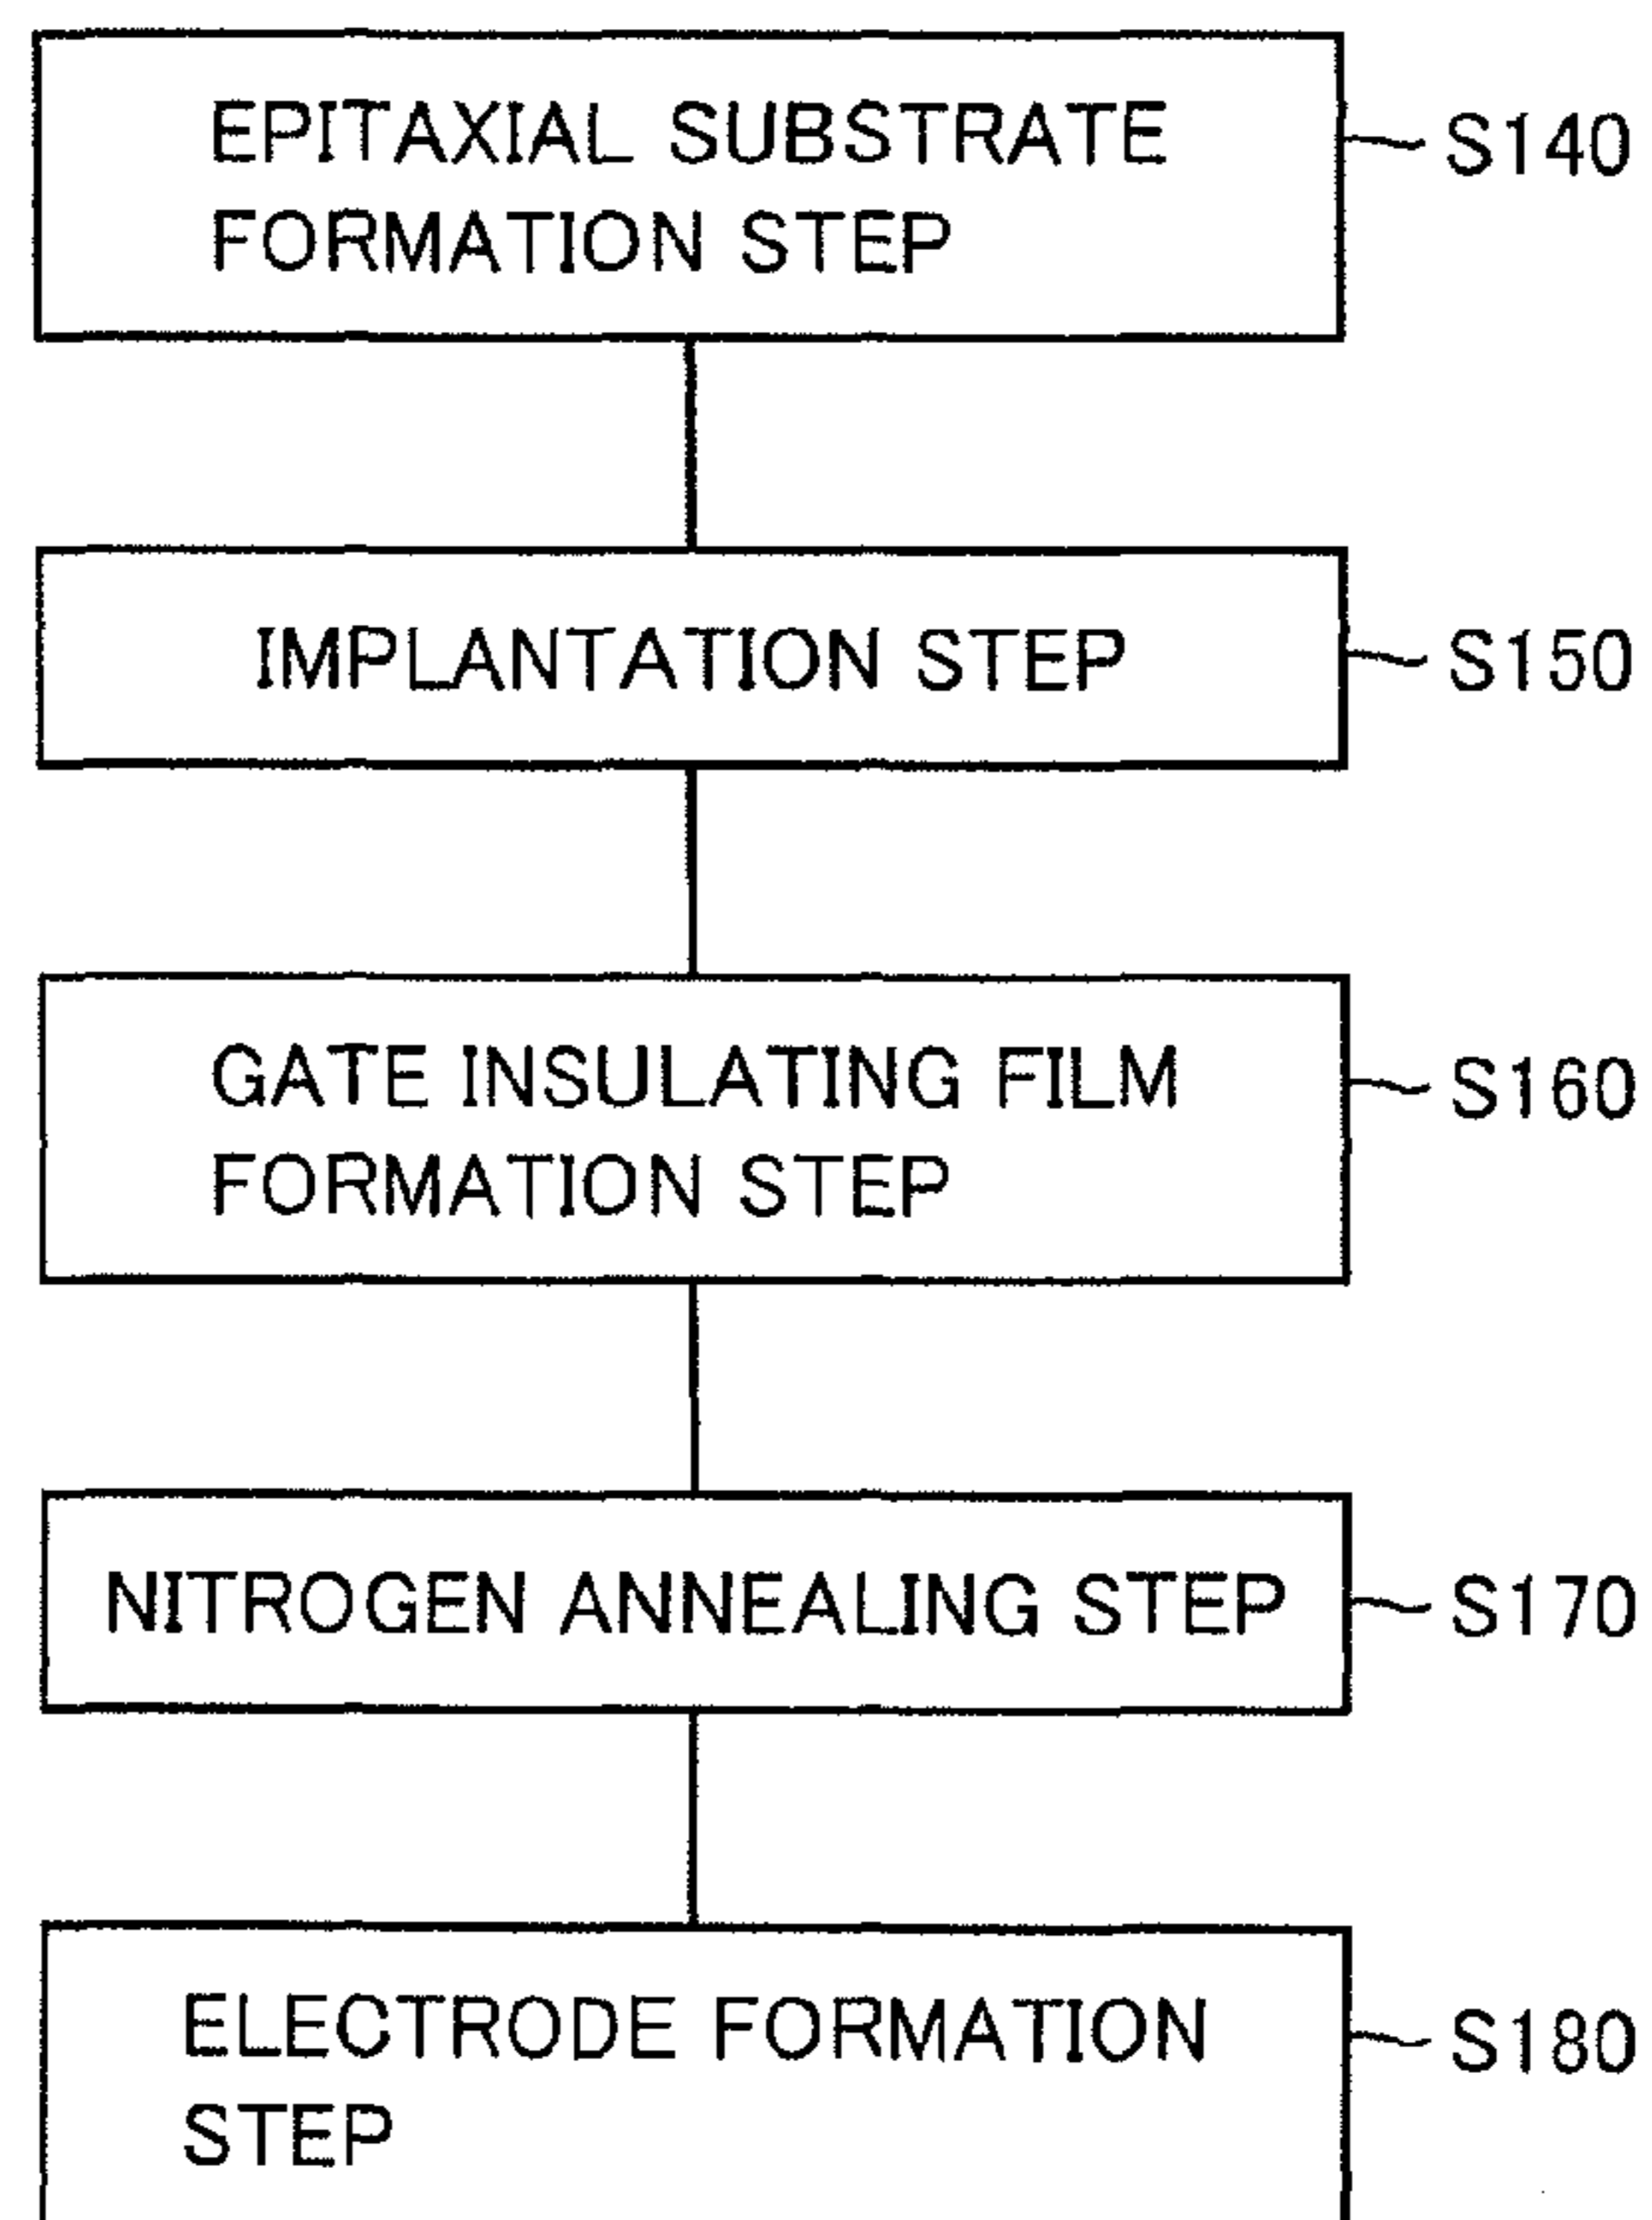 EPITAXIAL SUBSTRATE
FORMATION STEP
S140
IMPLANTATION STEP
S150
GATE INSULATING FILM
FORMATION STEP
S160
NITROGEN ANNEALING STEP
S170
ELECTRODE FORMATION
STEP
S180